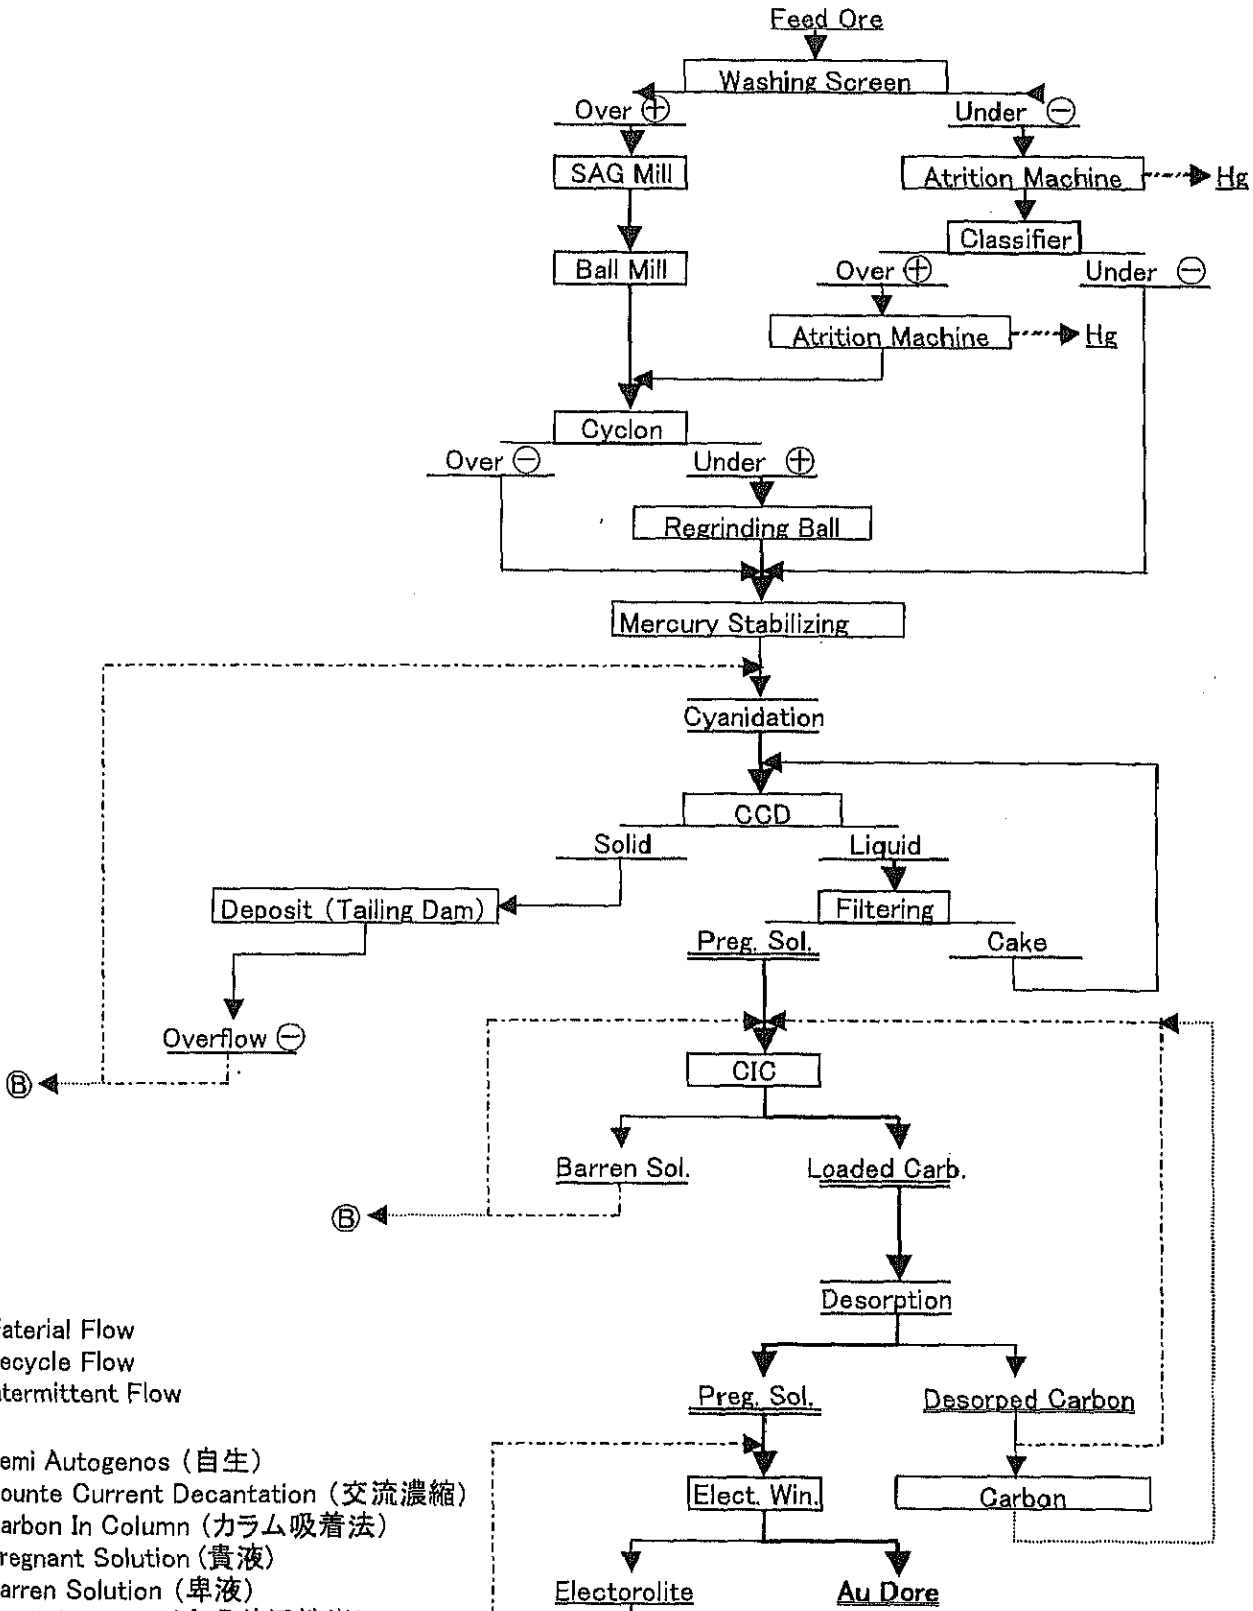 Feed Ore
Washing Screen
Over ⊕
Under ⊖
SAG Mill
Atrition Machine
Hg
Classifier
Ball Mill
Over ⊕
Under ⊖
Atrition Machine
Hg
Cyclon
Over ⊖
Under ⊕
Regrinding Ball
Mercury Stabilizing
Cyanidation
CCD
Solid
Liquid
Deposit (Tailing Dam)
Filtering
Preg. Sol.
Cake
Overflow ⊖
Ⓑ
CIC
Barren Sol.
Loaded Carb.
Ⓑ
Desorption
aterial Flow
ecycle Flow
ntermittent Flow
Preg. Sol.
Desorped Carbon
emi Autogenos (自生)
ounte Current Decantation (交流濃縮)
arbon In Column (カラム吸着法)
regnant Solution (貴液)
arren Solution (卑液)
Elect. Win.
Carbon
Electorolite
Au Dore